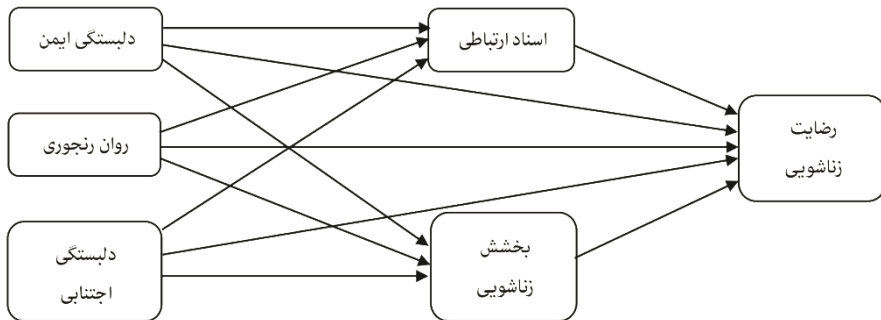 دلبستگی ایمن
اسناد ارتباطی
روان رنجوری
رضایت
زناشویی
دلبستگی
اجتنابی
بخشش
زناشویی